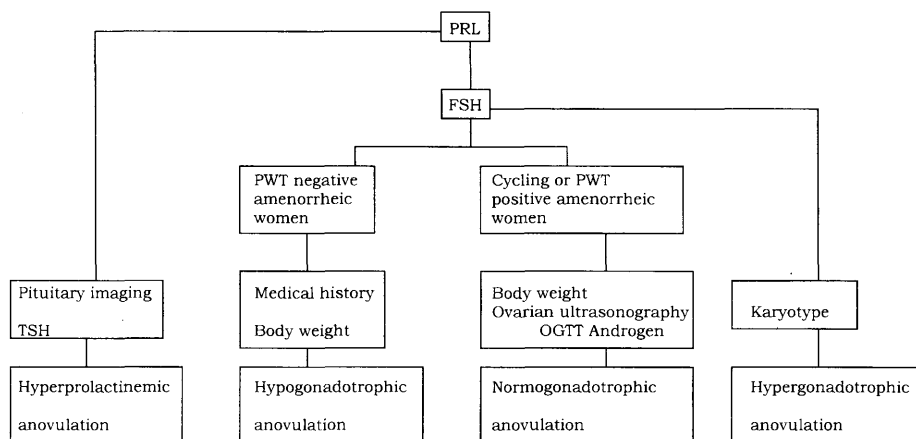 PRL
FSH
PWT negative
amenorrheic
women
Cycling or PWT
positive amenorrheic
women
Pituitary imaging
TSH
Medical history
Body weight
Body weight
Ovarian ultrasonography
OGTT Androgen
Karyotype
Hyperprolactinemic
anovulation
Hypogonadotrophic
anovulation
Normogonadotrophic
anovulation
Hypergonadotrophic
anovulation